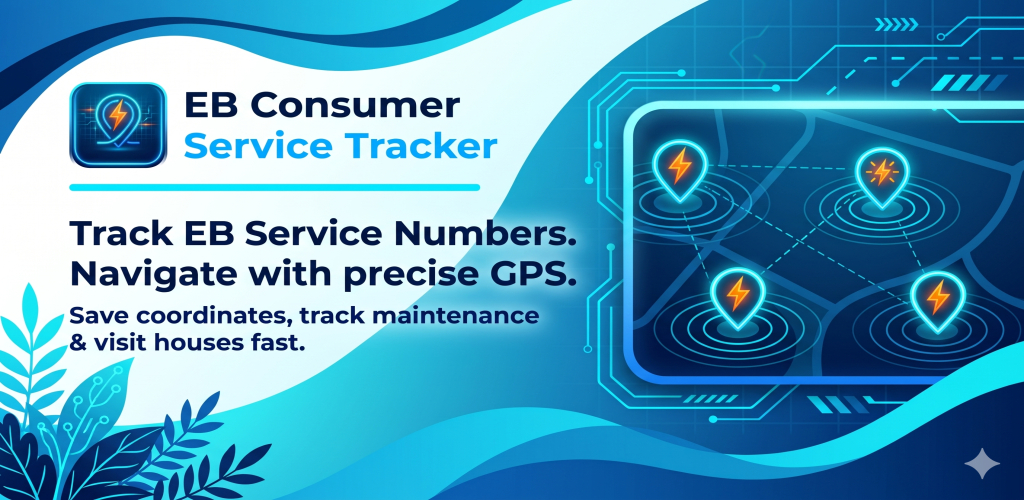 EB Consumer
Service Tracker
Track EB Service Numbers.
Navigate with precise GPS.
Save coordinates, track maintenance
& visit houses fast.